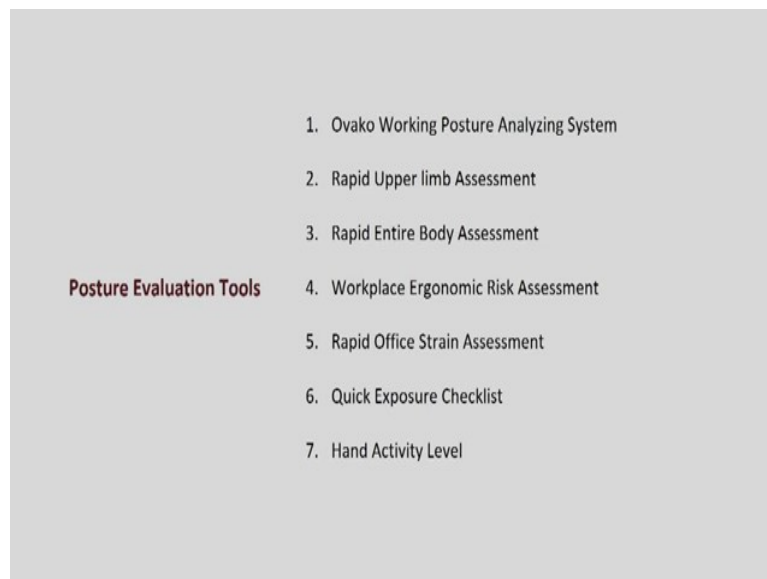 Posture Evaluation Tools
1. Ovako Working Posture Analyzing System
2. Rapid Upper limb Assessment
3. Rapid Entire Body Assessment
4. Workplace Ergonomic Risk Assessment
5. Rapid Office Strain Assessment
6. Quick Exposure Checklist
7. Hand Activity Level